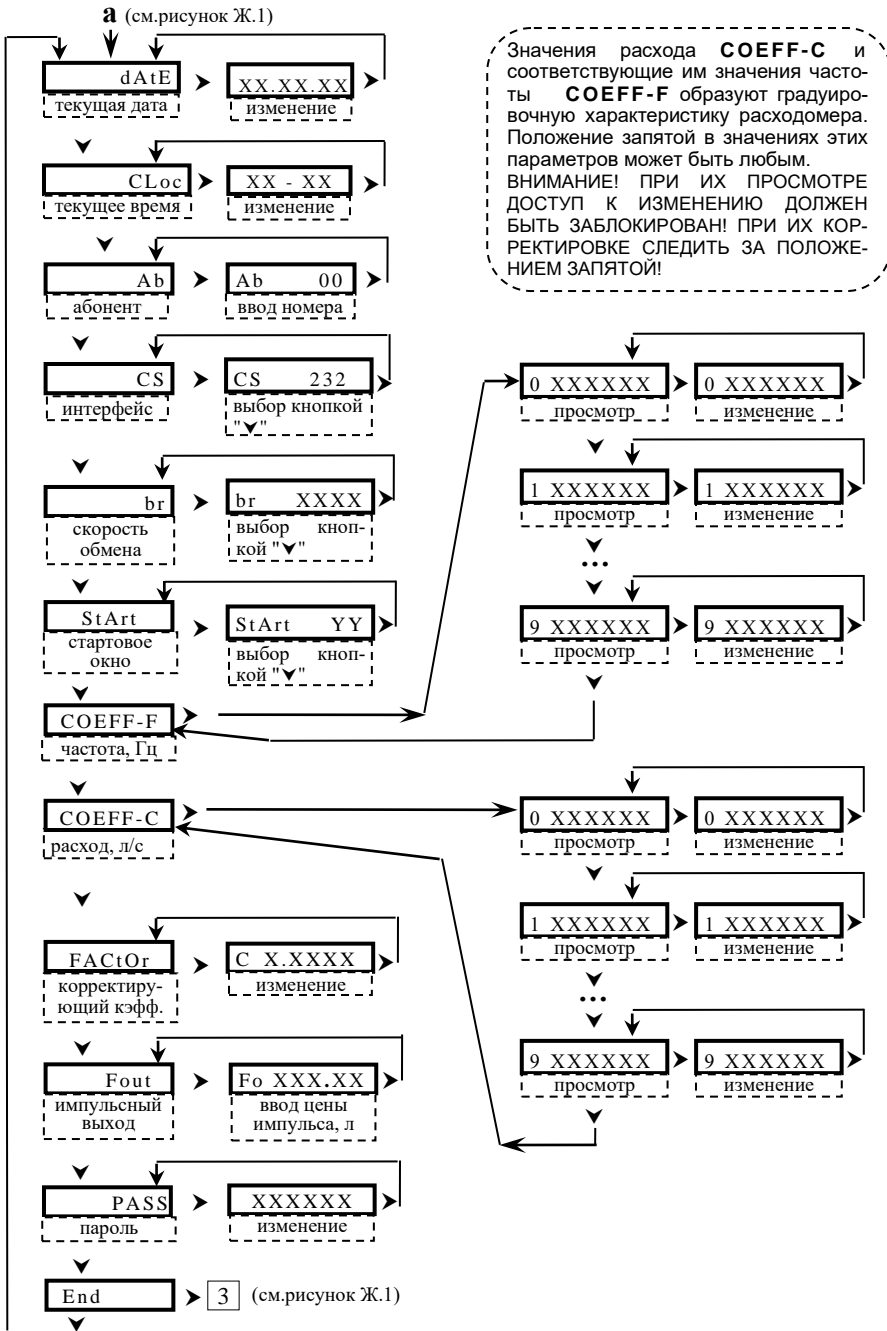 а (см.рисунок Ж.1)
dAtE
XX.XX.XX
текущая дата
изменение
Значения расхода COEFF-C и
соответствующие им значения часто-
ты COEFF-F образуют градуиро-
вочную характеристику расходомера.
Положение запятой в значениях этих
параметров может быть любым.
ВНИМАНИЕ! ПРИ ИХ ПРОСМОТРЕ
ДОСТУП К ИЗМЕНЕНИЮ ДОЛЖЕН
БЫТЬ ЗАБЛОКИРОВАН! ПРИ ИХ КОР-
РЕКТИРОВКЕ СЛЕДИТЬ ЗА ПОЛОЖЕ-
НИЕМ ЗАПЯТОЙ!
CLoc
XX - XX
текущее время
изменение
Ab
Ab 00
абонент
ввод номера
CS
CS 232
интерфейс
выбор кнопкой
"⮟"
br
br XXXX
скорость
обмена
выбор кноп-
кой "⮟"
StArt
StArt YY
стартовое
окно
выбор кноп-
кой "⮟"
COEFF-F
частота, Гц
0 XXXXXX
0 XXXXXX
просмотр
изменение
1 XXXXXX
1 XXXXXX
просмотр
изменение
...
9 XXXXXX
9 XXXXXX
просмотр
изменение
COEFF-C
расход, л/с
0 XXXXXX
0 XXXXXX
просмотр
изменение
1 XXXXXX
1 XXXXXX
просмотр
изменение
...
9 XXXXXX
9 XXXXXX
просмотр
изменение
FACtOr
C X.XXXX
корректиру-
ющий кэфф.
изменение
Fout
Fo XXX.XX
импульсный
выход
ввод цены
импульса, л
PASS
XXXXXX
пароль
изменение
End
3 (см.рисунок Ж.1)